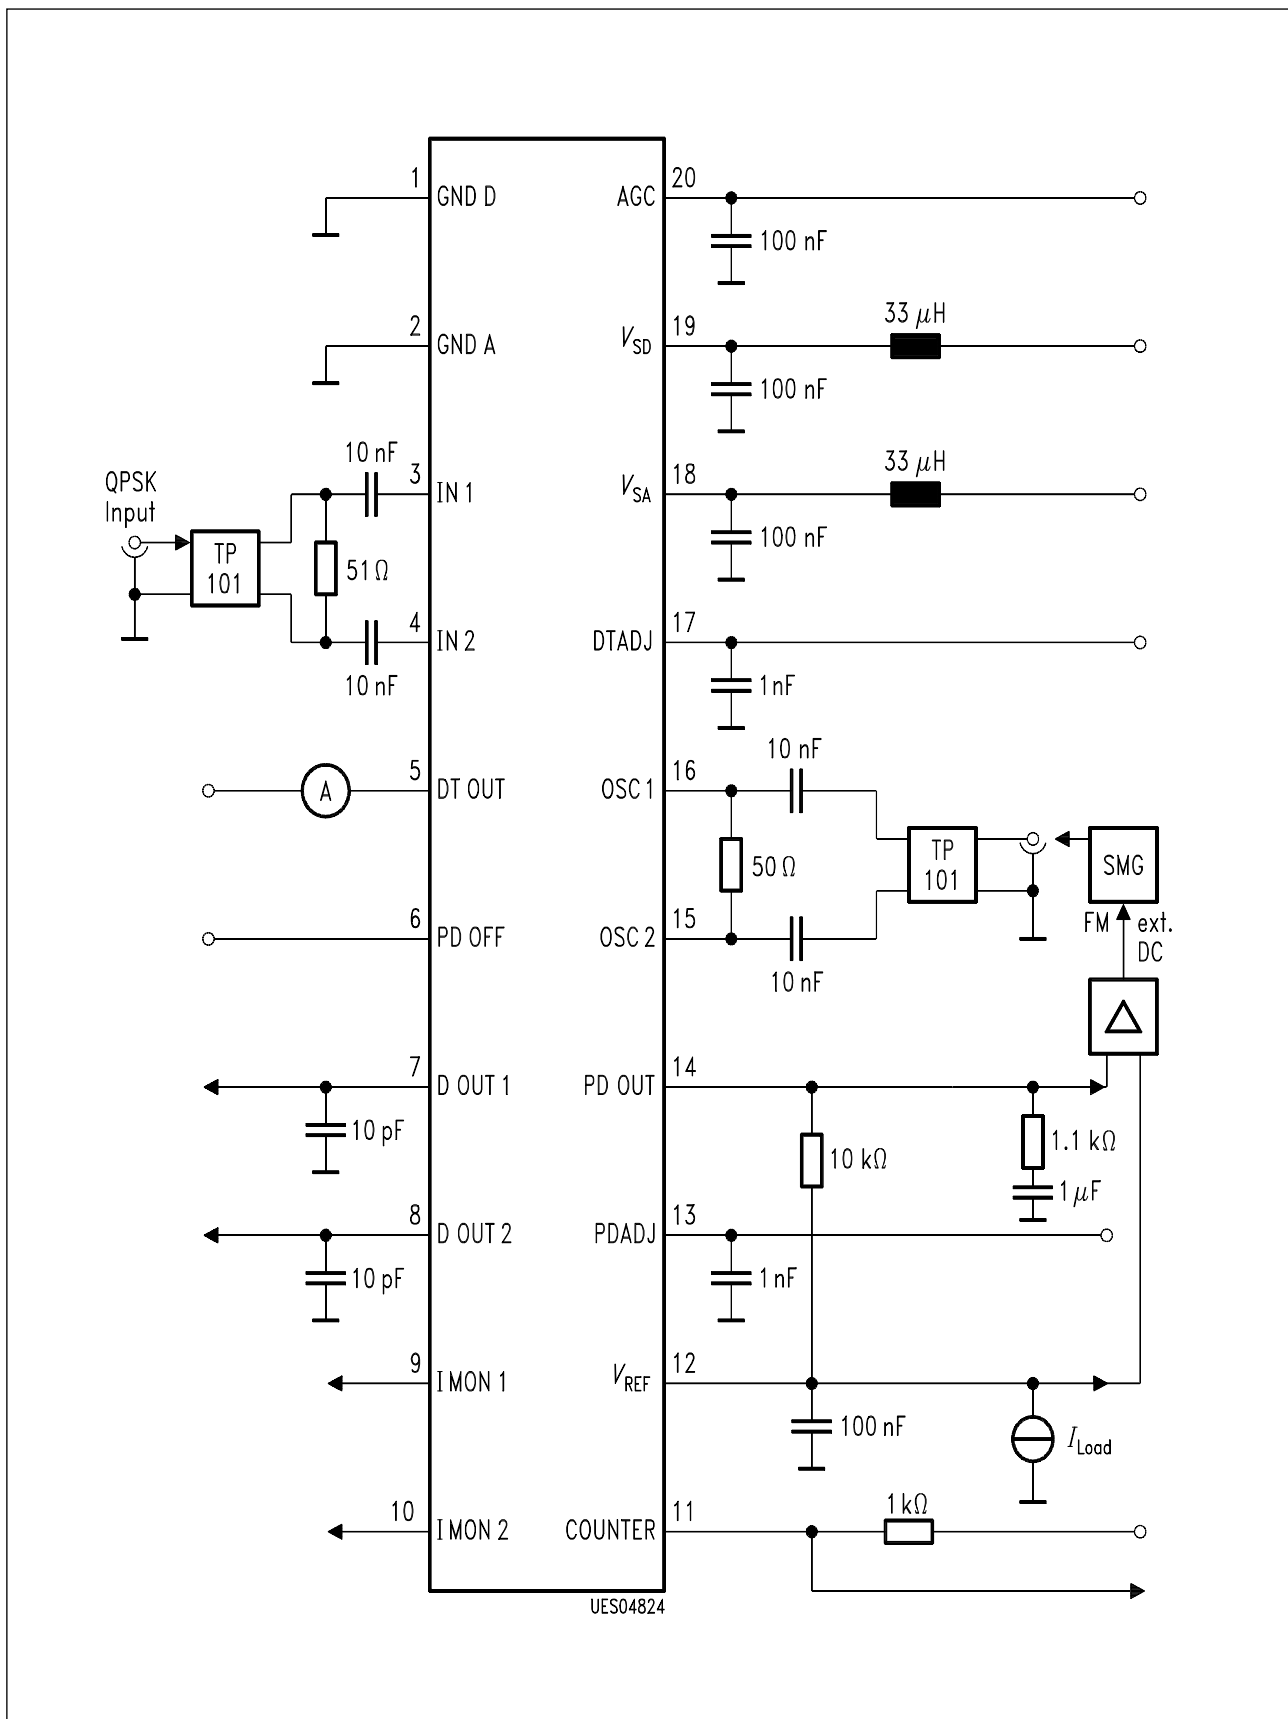 1
GND D
AGC
20
100 nF
2
GND A
V SD
19
33 μH
100 nF
QPSK
Input
TP
101
10 nF
3
IN 1
51 Ω
V SA
18
33 μH
100 nF
4
IN 2
10 nF
DTADJ
17
1 nF
5
A
DT OUT
OSC 1
16
10 nF
50 Ω
TP
101
SMG
6
PD OFF
OSC 2
15
10 nF
FM
ext.
DC
7
D OUT 1
10 pF
PD OUT
14
10 kΩ
1.1 kΩ
1 μF
8
D OUT 2
10 pF
PDADJ
13
1 nF
9
I MON 1
V REF
12
100 nF
I Load
10
I MON 2
COUNTER
11
1 kΩ
UES04824